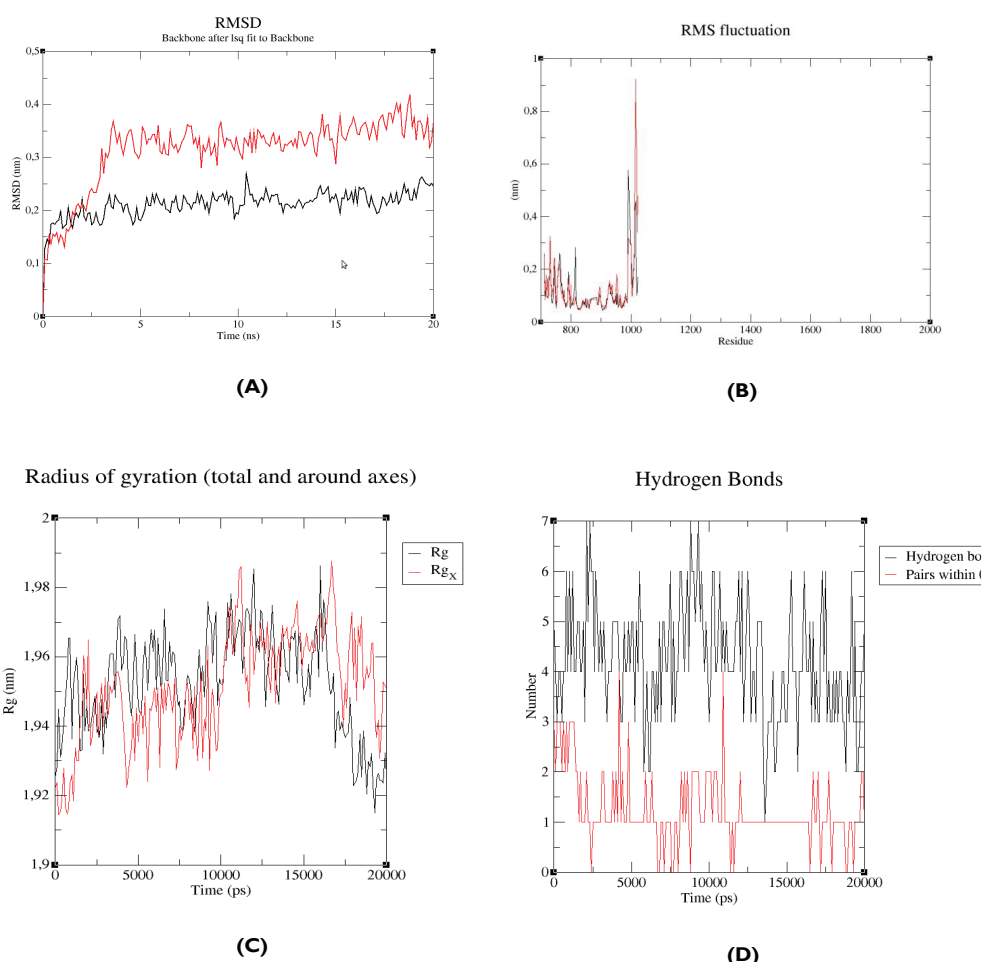 RMSD
Backbone after lsq fit to Backbone
0,5
0,4
0,3
0,2
0,1
0
RMSD (nm)
0 5 10 15 20
Time (ns)
(A)
RMS fluctuation
1
0,8
0,6
0,4
0,2
0
(nm)
800 1000 1200 1400 1600 1800 2000
Residue
(B)
Radius of gyration (total and around axes)
2
1,98
1,96
1,94
1,92
1,9
Rg (nm)
0 5000 10000 15000 20000
Time (ps)
Rg
RgX
(C)
Hydrogen Bonds
7
6
5
4
3
2
1
0
Number
0 5000 10000 15000 20000
Time (ps)
Hydrogen bo
Pairs within
(D)